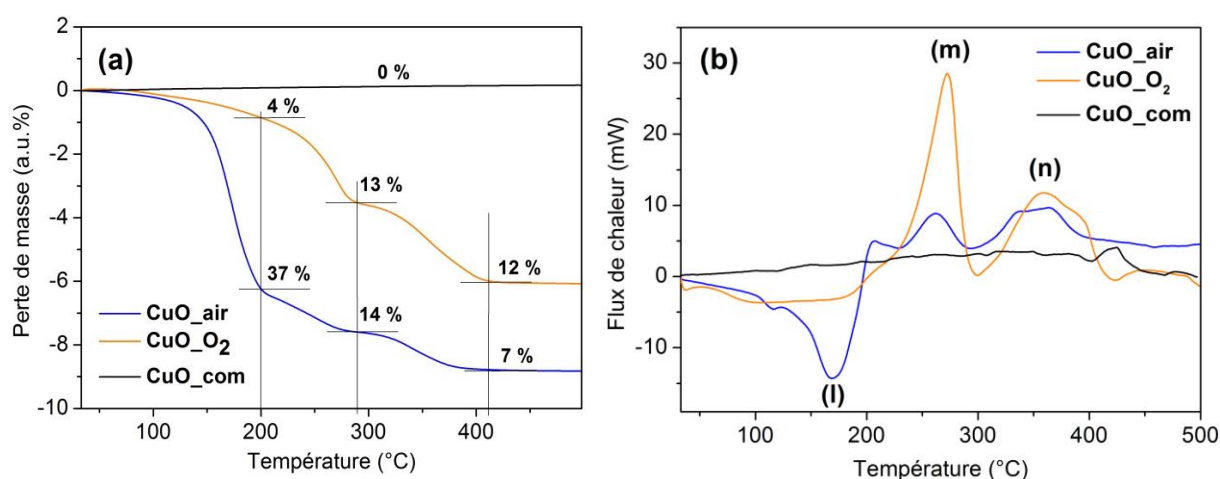 (a)
Perte de masse (a.u.%)
2
0
-2
-4
-6
-8
-10
0 %
4 %
13 %
12 %
37 %
14 %
7 %
CuO_air
CuO_O2
CuO_com
100
200
300
400
Température (°C)
(b)
Flux de chaleur (mW)
30
20
10
0
-10
(m)
(n)
(l)
CuO_air
CuO_O₂
CuO_com
100
200
300
400
500
Température (°C)